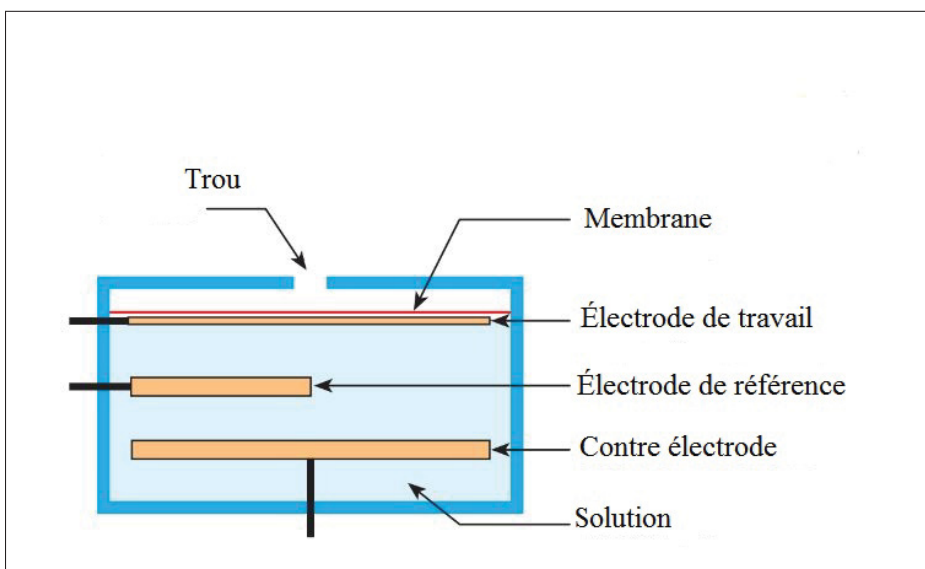 Trou
Membrane
Électrode de travail
Électrode de référence
Contre électrode
Solution